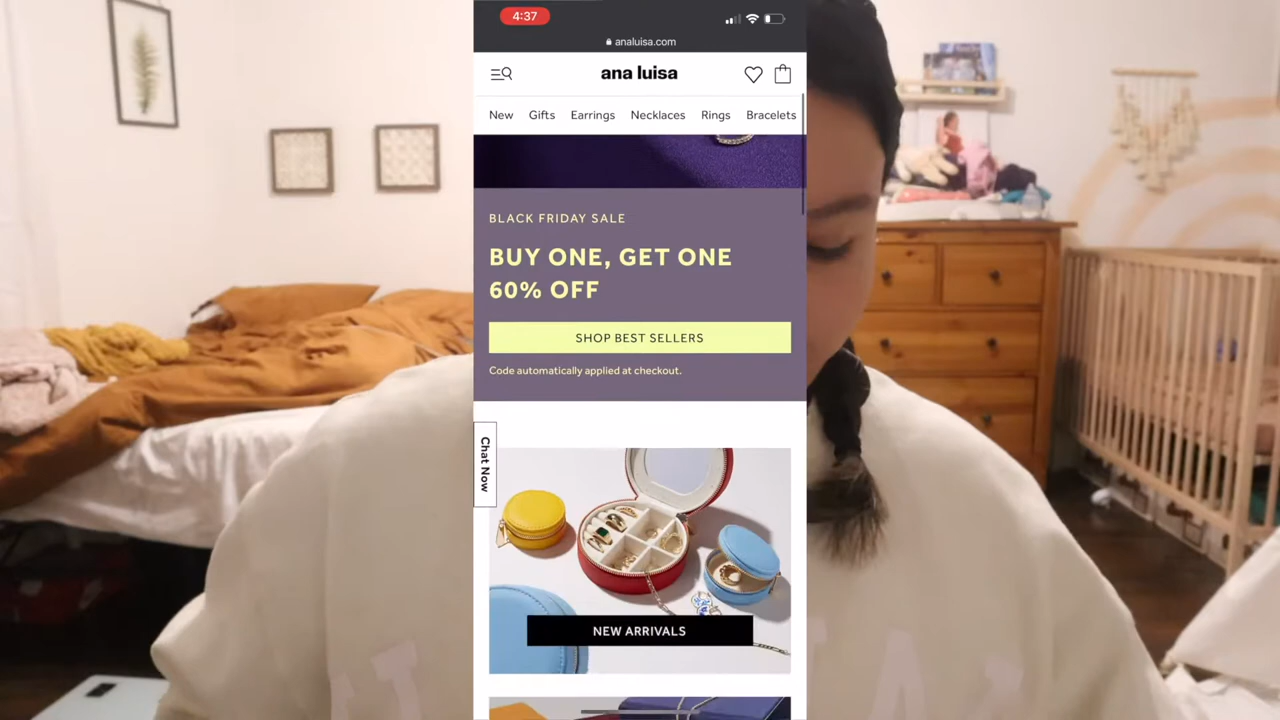 4:37
analuisa.com
ana luisa
New Gifts Earrings Necklaces Rings Bracelets
BLACK FRIDAY SALE
BUY ONE, GET ONE
60% OFF
SHOP BEST SELLERS
Code automatically applied at checkout.
Chat Now
NEW ARRIVALS